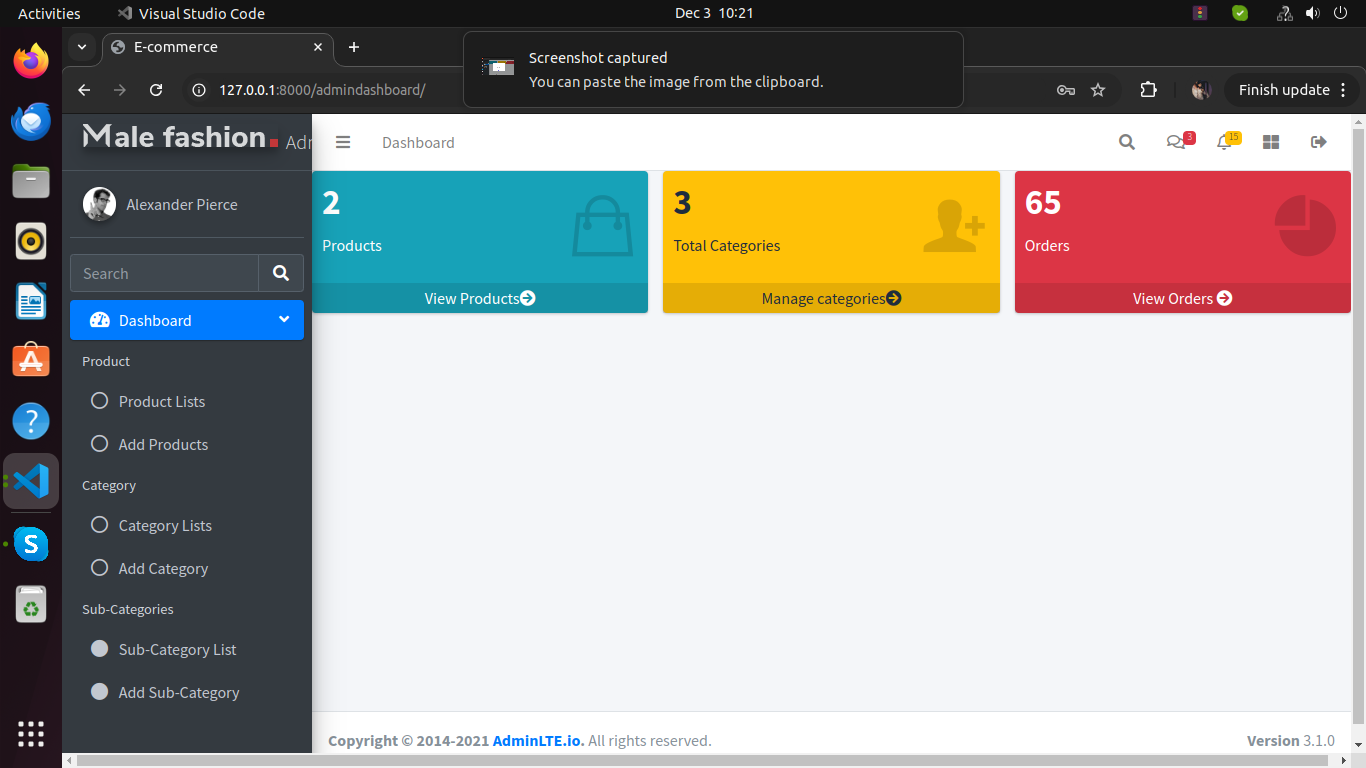 Activities
Visual Studio Code
Dec 3 10:21
E-commerce
Screenshot captured
You can paste the image from the clipboard.
127.0.0.1:8000/admindashboard/
Finish update
Male fashion
Dashboard
3
15
Alexander Pierce
Search
Dashboard
Product
Product Lists
Add Products
Category
Category Lists
Add Category
Sub-Categories
Sub-Category List
Add Sub-Category
2
Products
View Products
3
Total Categories
Manage categories
65
Orders
View Orders
Copyright © 2014-2021 AdminLTE.io. All rights reserved.
Version 3.1.0